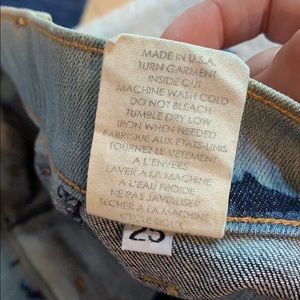 MADE IN U.S.A.
TURN GARMENT
INSIDE OUT
MACHINE WASH COLD
DO NOT BLEACH
TUMBLE DRY LOW
IRON WHEN NEEDED
FABRIQUE AUX ETATS-UNIS
TOURNEZ LE VETEMENT
A L'ENVERS
LAVER A LA MACHINE
A L'EAU FROIDE
NE PAS JAVELLISER
SECHER A LA MACHINE
CYCLE
25